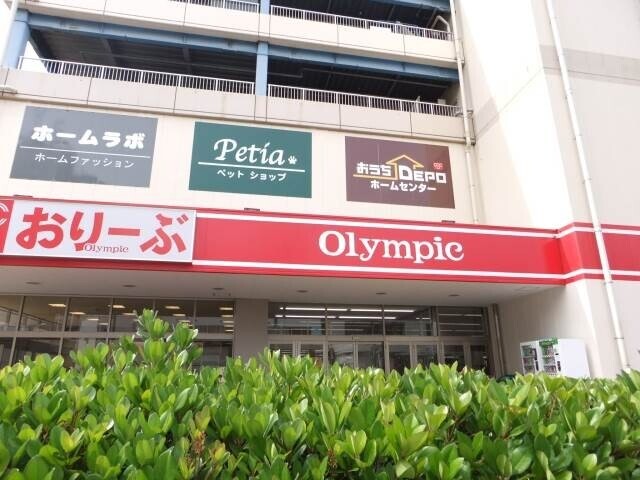 ホームラボ
ホームファッション
Petia
ペット ショップ
おうちDEPO
ホームセンター
おりーぶ
Olympic
Olympic